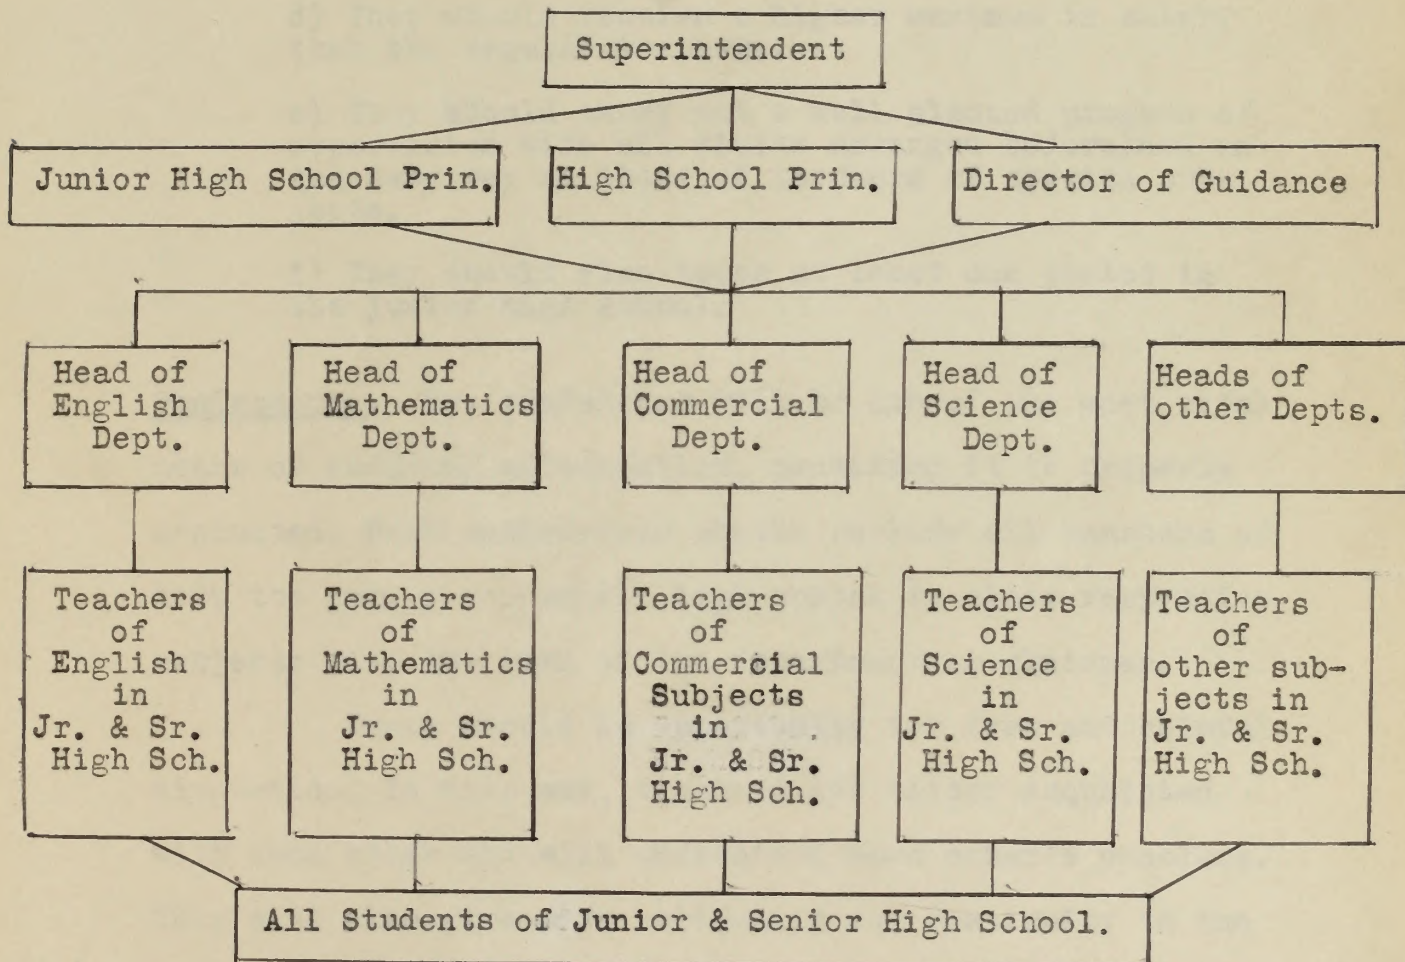 Superintendent
Junior High School Prin.
High School Prin.
Director of Guidance
Head of
English
Dept.
Head of
Mathematics
Dept.
Head of
Commercial
Dept.
Head of
Science
Dept.
Heads of
other Depts.
Teachers
of
English
in
Jr. & Sr.
High Sch.
Teachers
of
Mathematics
in
Jr. & Sr.
High Sch.
Teachers
of
Commercial
Subjects
in
Jr. & Sr.
High Sch.
Teachers
of
Science
in
Jr. & Sr.
High Sch.
Teachers
of
other sub-
jects in
Jr. & Sr.
High Sch.
All Students of Junior & Senior High School.